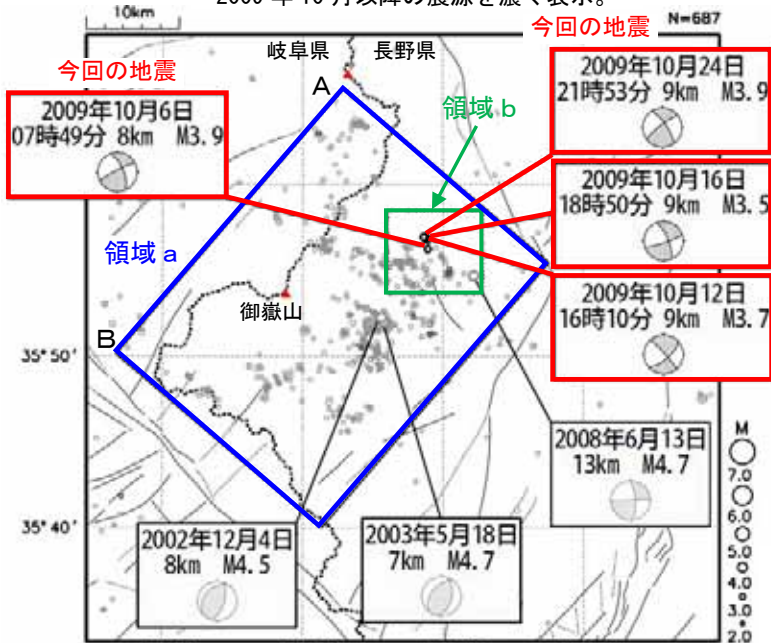 2009 年 10 月以降の震源を濃く表示。
10km
N=687
岐阜県 長野県
今回の地震
今回の地震
2009年10月6日
07時49分 8km M3.9
2009年10月24日
21時53分 9km M3.9
2009年10月16日
18時50分 9km M3.5
2009年10月12日
16時10分 9km M3.7
A
領域 b
領域 a
御嶽山
B
35°50'
35°40'
2008年6月13日
13km M4.7
2002年12月4日
8km M4.5
2003年5月18日
7km M4.7
M
7.0
6.0
5.0
4.0
3.0
2.0